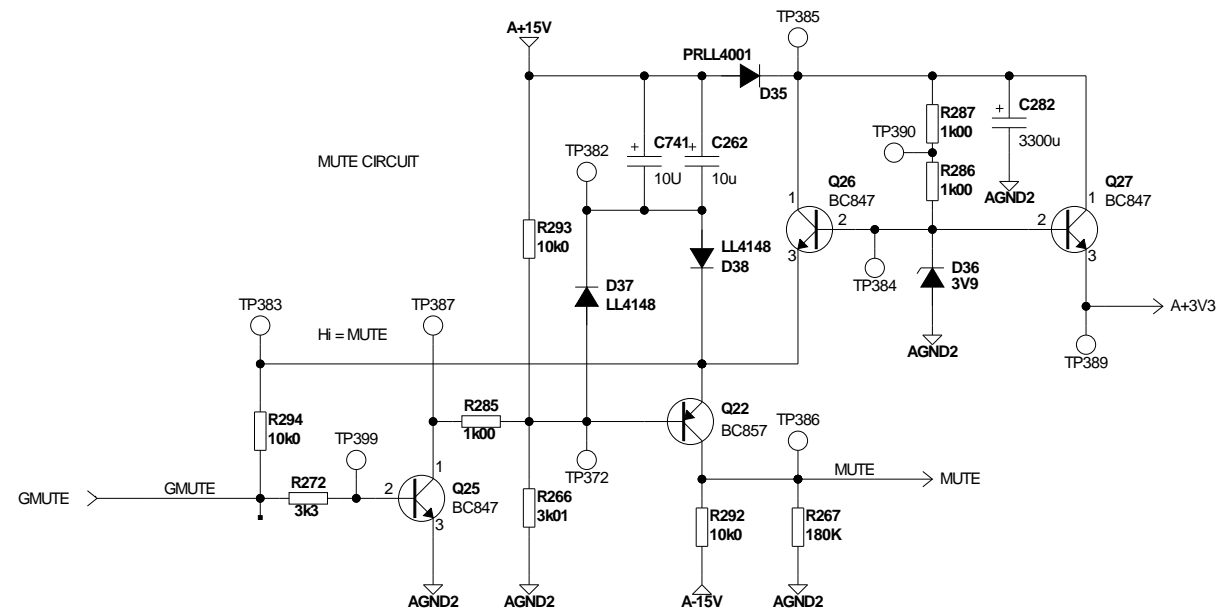 TP385
A+15V
PRLL4001
D35
C282
3300u
R287
1k00
TP390
C741
10U
C262
10u
TP382
MUTE CIRCUIT
R286
1k00
AGND2
Q26
BC847
Q27
BC847
1
2
3
2
1
3
R293
10k0
LL4148
D38
D37
LL4148
TP384
D36
3V9
A+3V3
TP383
TP387
Hi = MUTE
AGND2
TP389
R294
10k0
R285
1k00
Q22
BC857
TP386
TP399
TP372
MUTE
MUTE
GMUTE
GMUTE
R272
3k3
2
1
3
Q25
BC847
R266
3k01
R292
10k0
R267
180K
AGND2
AGND2
A-15V
AGND2
+
+
+